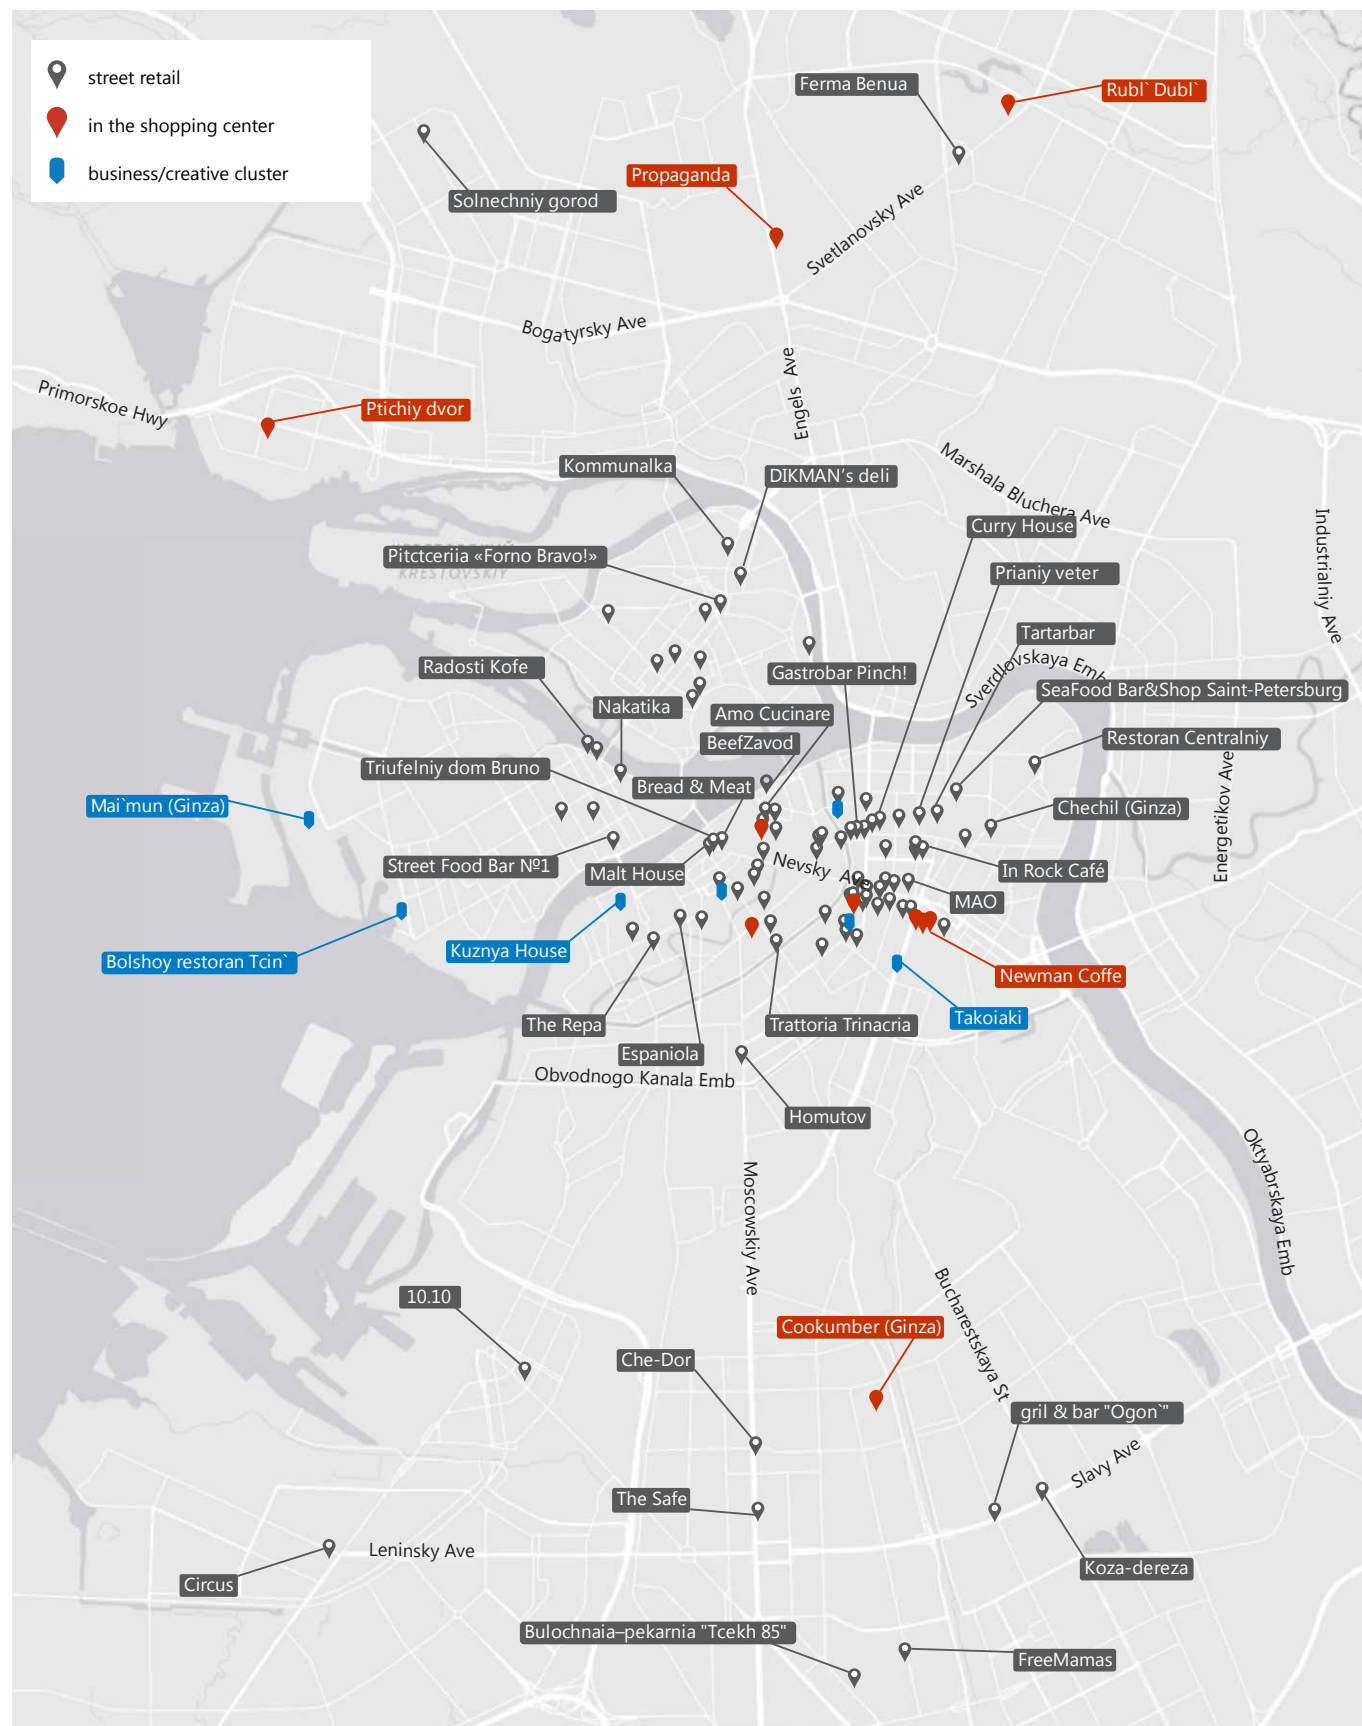 street retail
in the shopping center
business/creative cluster
Ferma Benua
Rubl` Dubl`
Propaganda
Solnechniy gorod
Svetlanovsky Ave
Bogatyrsky Ave
Engels Ave
Primorskoe Hwy
Ptichiy dvor
Kommunalka
DIKMAN’s deli
Marshala Bluchera Ave
Curry House
Industrialniy Ave
Pitctceriia «Forno Bravo!»
KRESTOVSKIY
Prianiy veter
Tartarbar
Sverdlovskaya Emb
Radosti Kofe
Gastrobar Pinch!
SeaFood Bar&Shop Saint-Petersburg
Nakatika
Amo Cucinare
BeefZavod
Restoran Centralniy
Triufelniy dom Bruno
Bread & Meat
Energetikov Ave
Mai`mun (Ginza)
Chechil (Ginza)
Street Food Bar №1
Malt House
Nevsky Ave
In Rock Café
MAO
Kuznya House
Bolshoy restoran Tcin`
Newman Coffe
Takoiaki
The Repa
Trattoria Trinacria
Espaniola
Obvodnogo Kanala Emb
Homutov
Oktyabrskaya Emb
Moscowskiy Ave
10.10
Bucharestskaya St
Cookumber (Ginza)
Che-Dor
gril & bar "Ogon`"
Slavy Ave
The Safe
Leninsky Ave
Koza-dereza
Circus
Bulochnaia–pekarnia "Tcekh 85"
FreeMamas